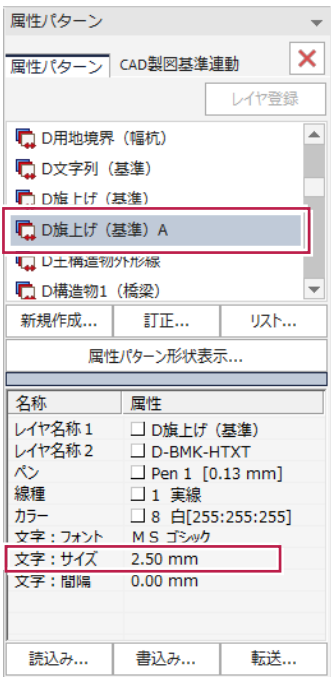 属性パターン
属性パターン CAD製図基準連動
レイヤ登録
D用地境界（幅杭）
D文字列（基準）
D旗上げ（基準）
D旗上げ（基準）A
D主構造物外形線
D構造物1（橋梁）
新規作成... 訂正... リスト...
属性パターン形状表示...
名称 属性
レイヤ名称1 D旗上げ（基準）
レイヤ名称2 D-BMK-HTXT
ペン Pen 1 [0.13 mm]
線種 1 実線
カラー 8 白[255:255:255]
文字：フォント ＭＳ ゴシック
文字：サイズ 2.50 mm
文字：間隔 0.00 mm
読込み... 書込み... 転送...